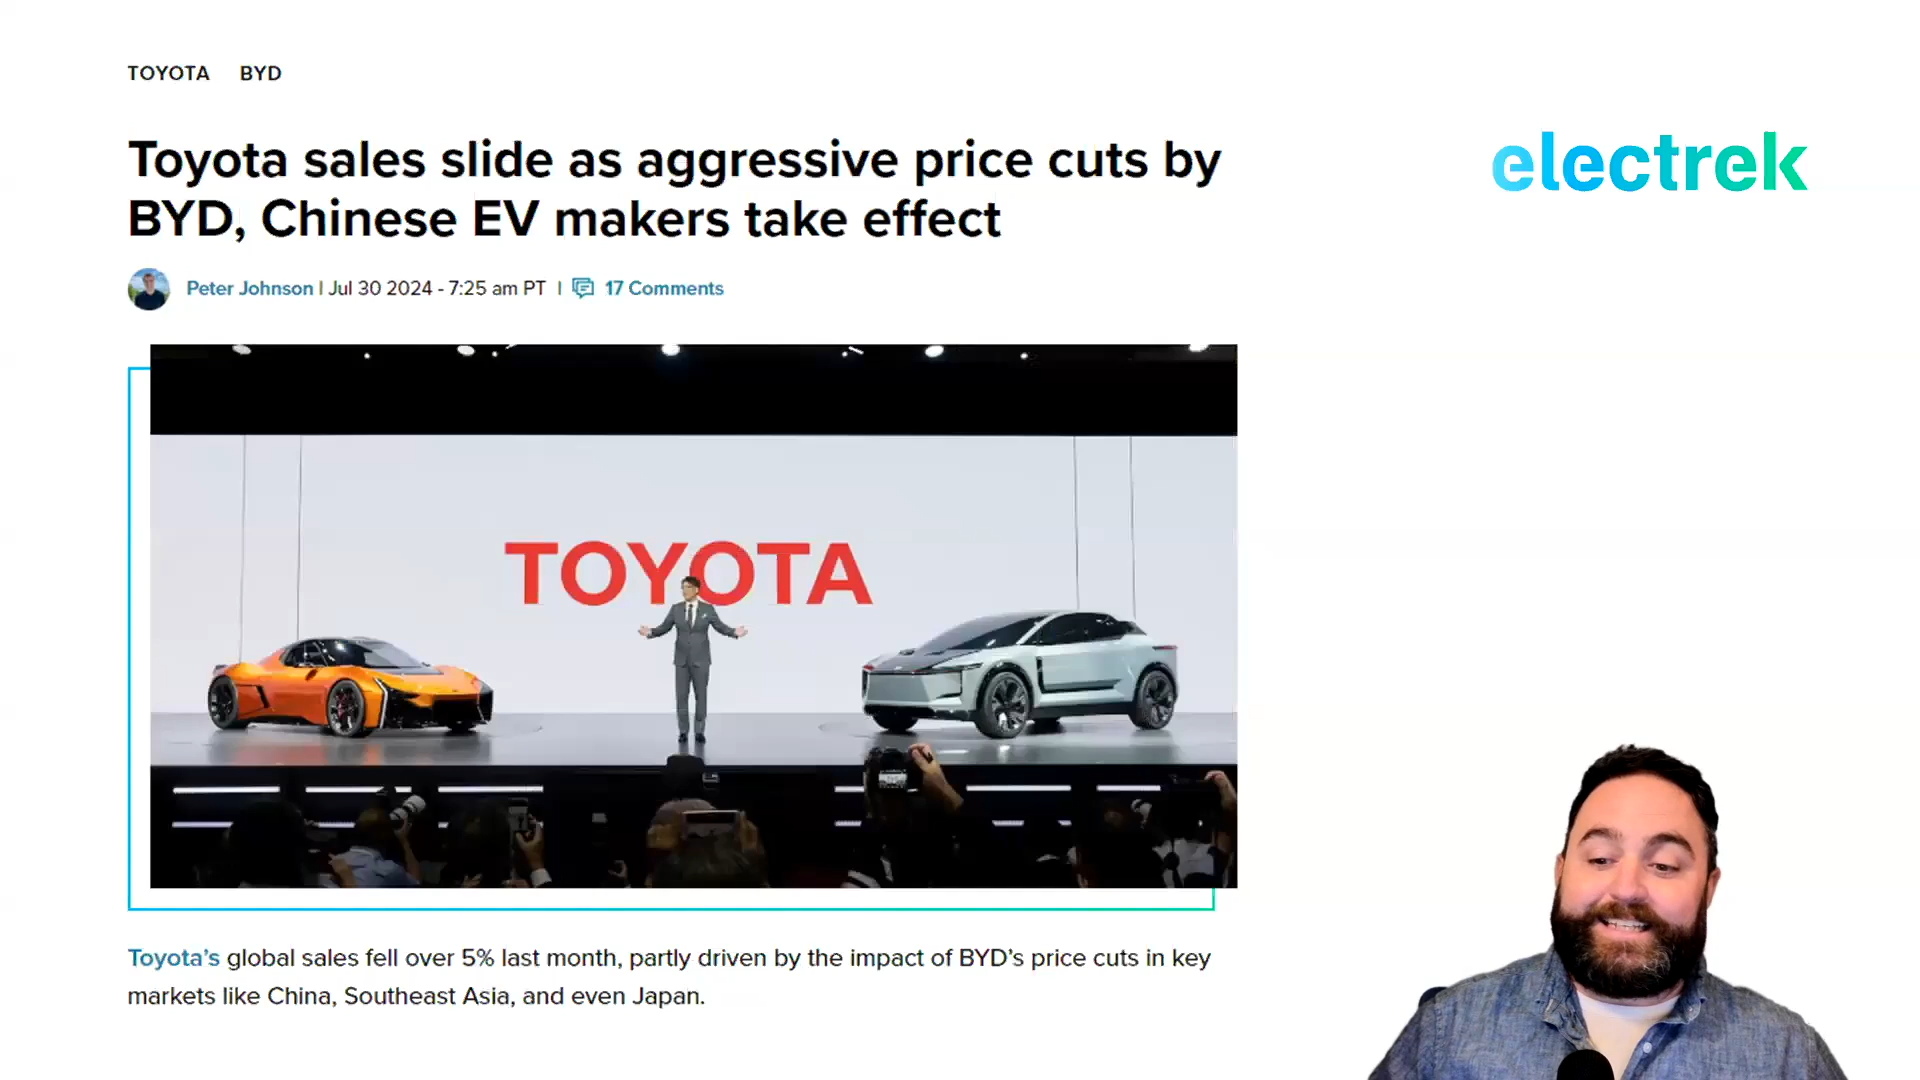 TOYOTA BYD
electrek
Toyota sales slide as aggressive price cuts by
BYD, Chinese EV makers take effect
Peter Johnson | Jul 30 2024 - 7:25 am PT | 17 Comments
TOYOTA
Toyota’s global sales fell over 5% last month, partly driven by the impact of BYD’s price cuts in key
markets like China, Southeast Asia, and even Japan.